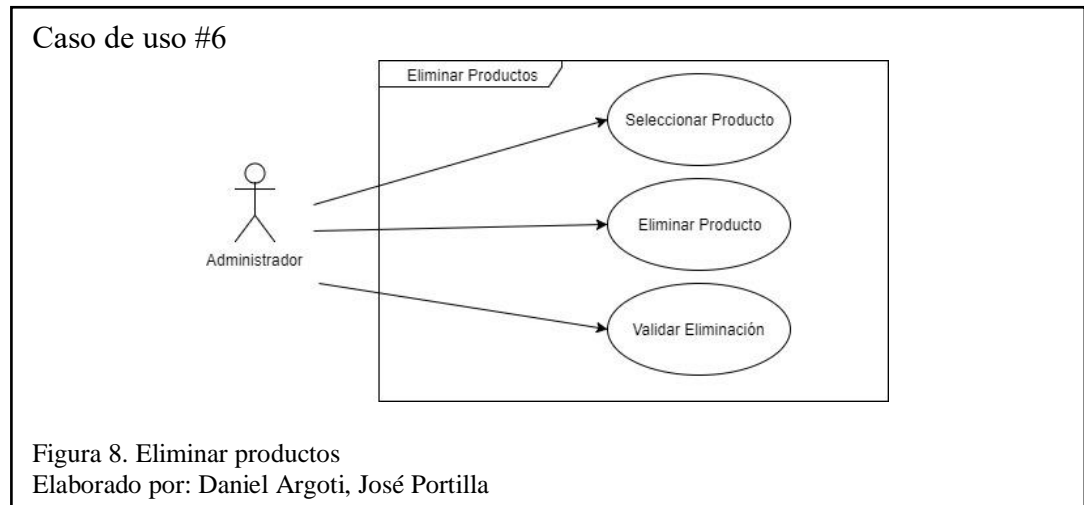 Caso de uso #6
Eliminar Productos
Seleccionar Producto
Eliminar Producto
Administrador
Validar Eliminación
Figura 8. Eliminar productos
Elaborado por: Daniel Argoti, José Portilla